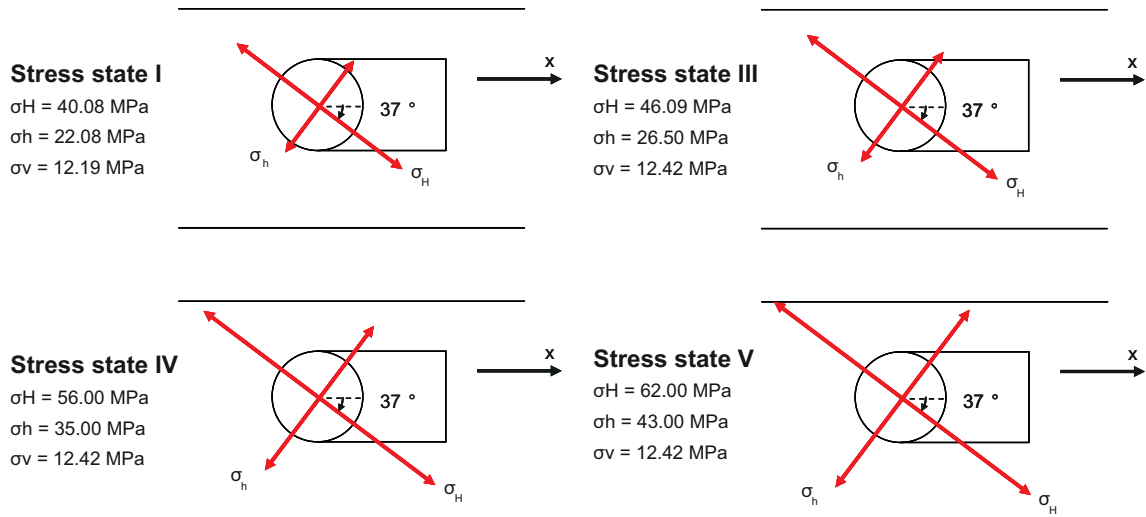 Stress state I
σH = 40.08 MPa
σh = 22.08 MPa
σv = 12.19 MPa
37 °
x
σh
σH
Stress state III
σH = 46.09 MPa
σh = 26.50 MPa
σv = 12.42 MPa
37 °
x
σh
σH
Stress state IV
σH = 56.00 MPa
σh = 35.00 MPa
σv = 12.42 MPa
37 °
x
σh
σH
Stress state V
σH = 62.00 MPa
σh = 43.00 MPa
σv = 12.42 MPa
37 °
x
σh
σH